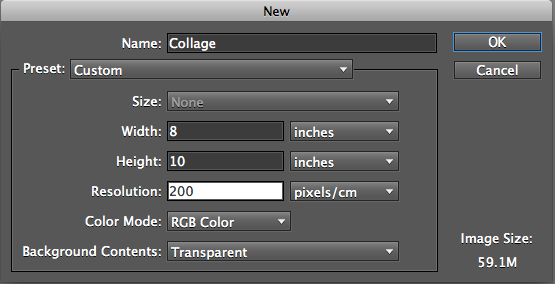 New
Name: Collage
OK
Preset: Custom
Cancel
Size: None
Width: 8 inches
Height: 10 inches
Resolution: 200 pixels/cm
Color Mode: RGB Color
Image Size:
Background Contents: Transparent
59.1M